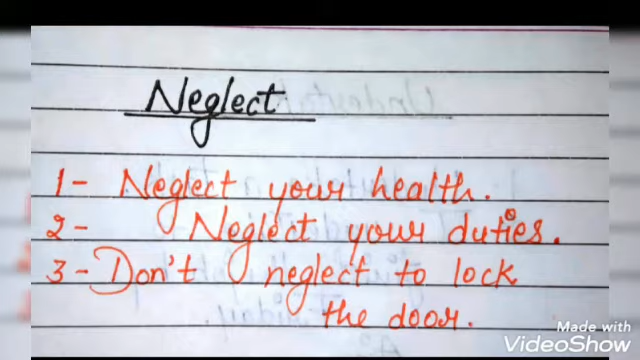 Neglect
1- Neglect your health.
2- Neglect your duties.
3- Don't neglect to lock
the door.
Made with
VideoShow